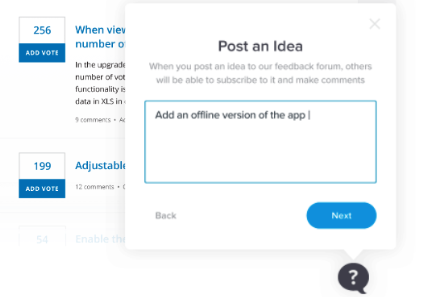 256
ADD VOTE
When view
number of
In the upgrade
number of vot
functionality is
data in XLS in
9 comments •
199
ADD VOTE
Adjustable
12 comments •
54
Enable the
Post an Idea
When you post an idea to our feedback forum, others
will be able to subscribe to it and make comments
Add an offline version of the app
Back
Next
?